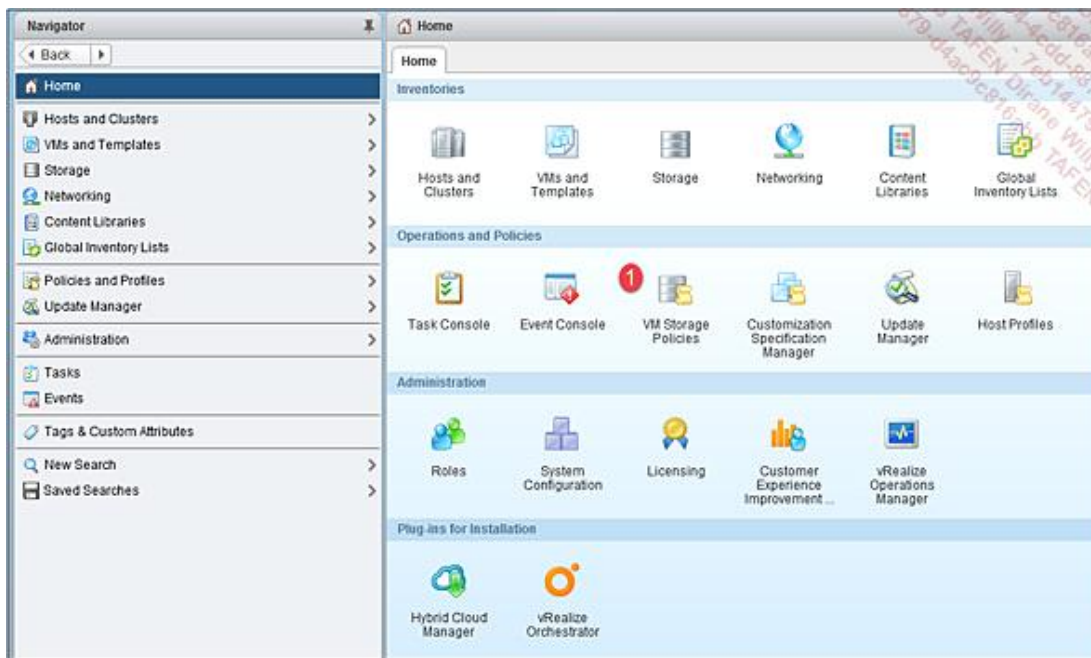 Navigator
Home
Back
Home
Home
Inventories
Hosts and Clusters
VMs and Templates
Storage
Networking
Content Libraries
Global Inventory Lists
Policies and Profiles
Update Manager
Administration
Tasks
Events
Tags & Custom Attributes
New Search
Saved Searches
Hosts and
Clusters
VMs and
Templates
Storage
Networking
Content
Libraries
Global
Inventory Lists
Operations and Policies
1
Task Console
Event Console
VM Storage
Policies
Customization
Specification
Manager
Update
Manager
Host Profiles
Administration
Roles
System
Configuration
Licensing
Customer
Experience
Improvement ...
vRealize
Operations
Manager
Plug-ins for Installation
Hybrid Cloud
Manager
vRealize
Orchestrator